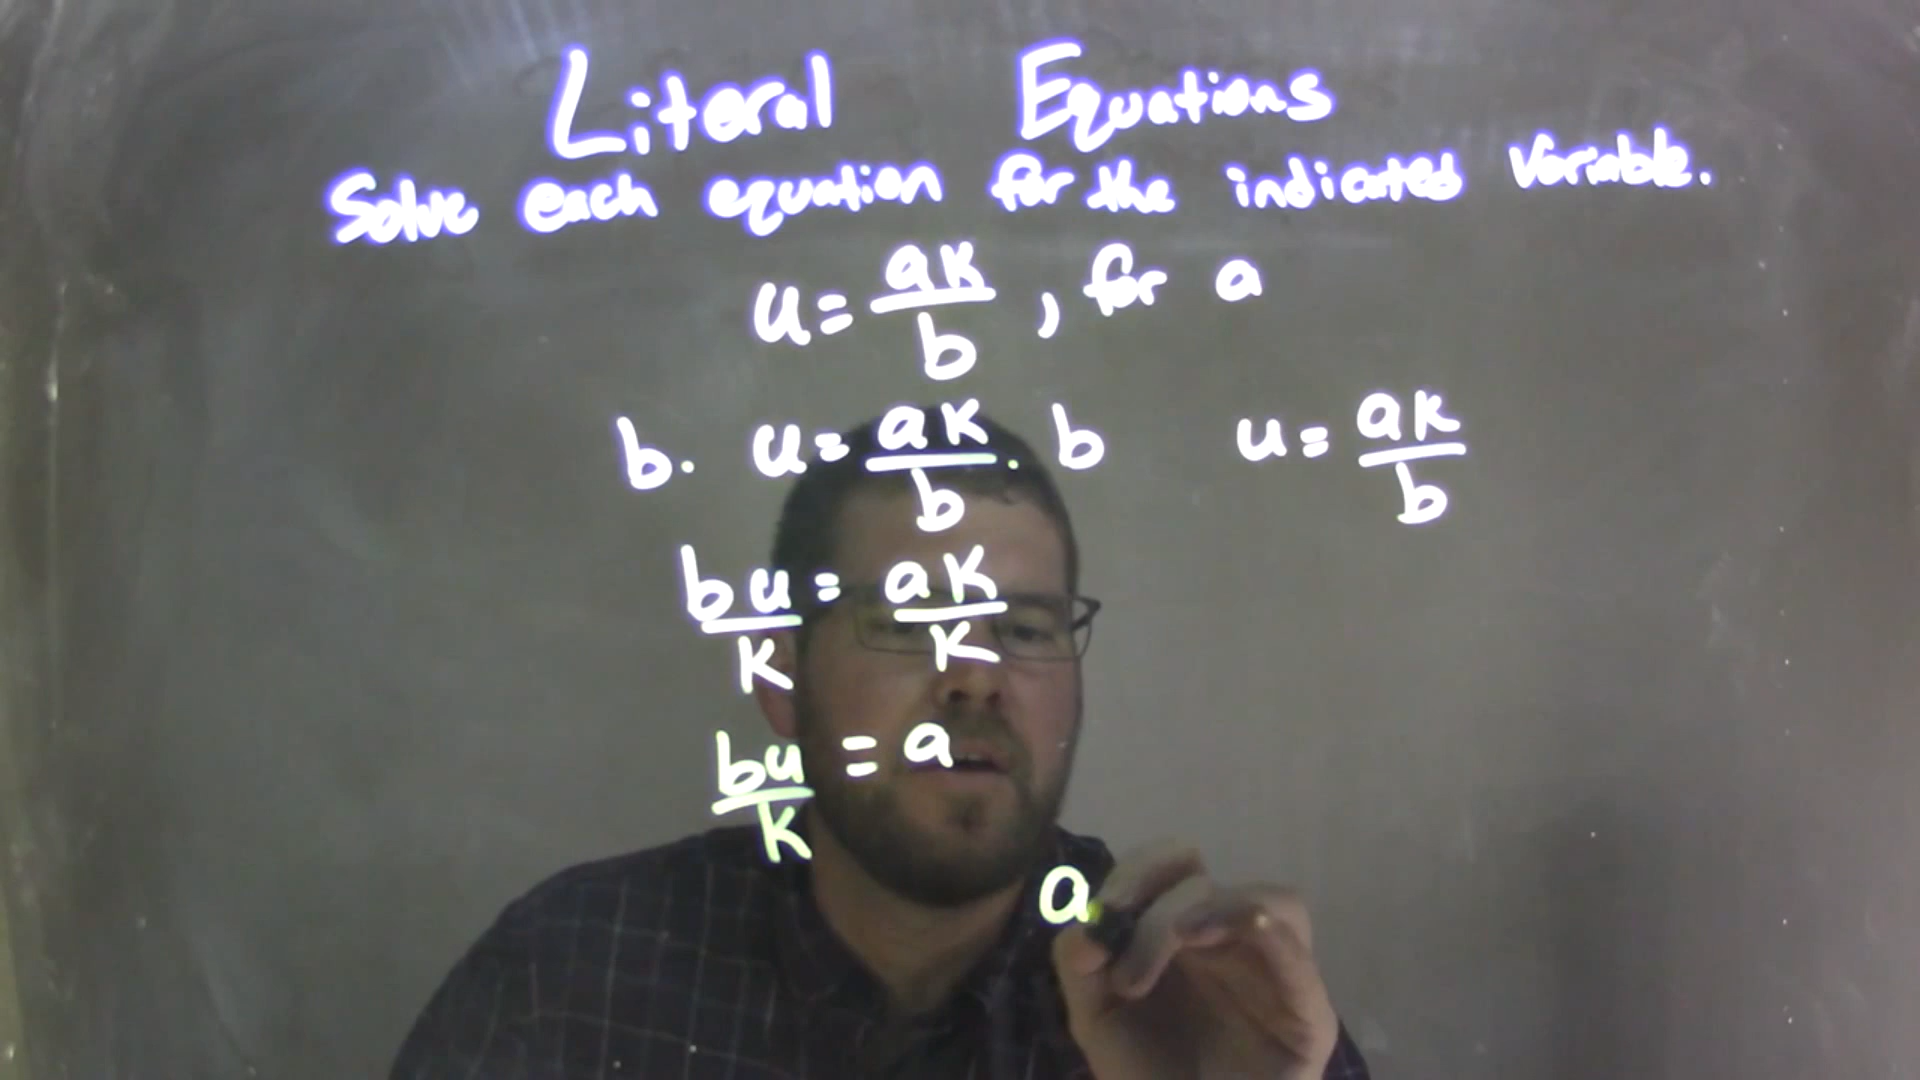 Literal Equations
Solve each equation for the indicated variable.
u = ak/b , for a
b · u = ak/b · b u = ak/b
bu/k = ak/k
bu/k = a
a